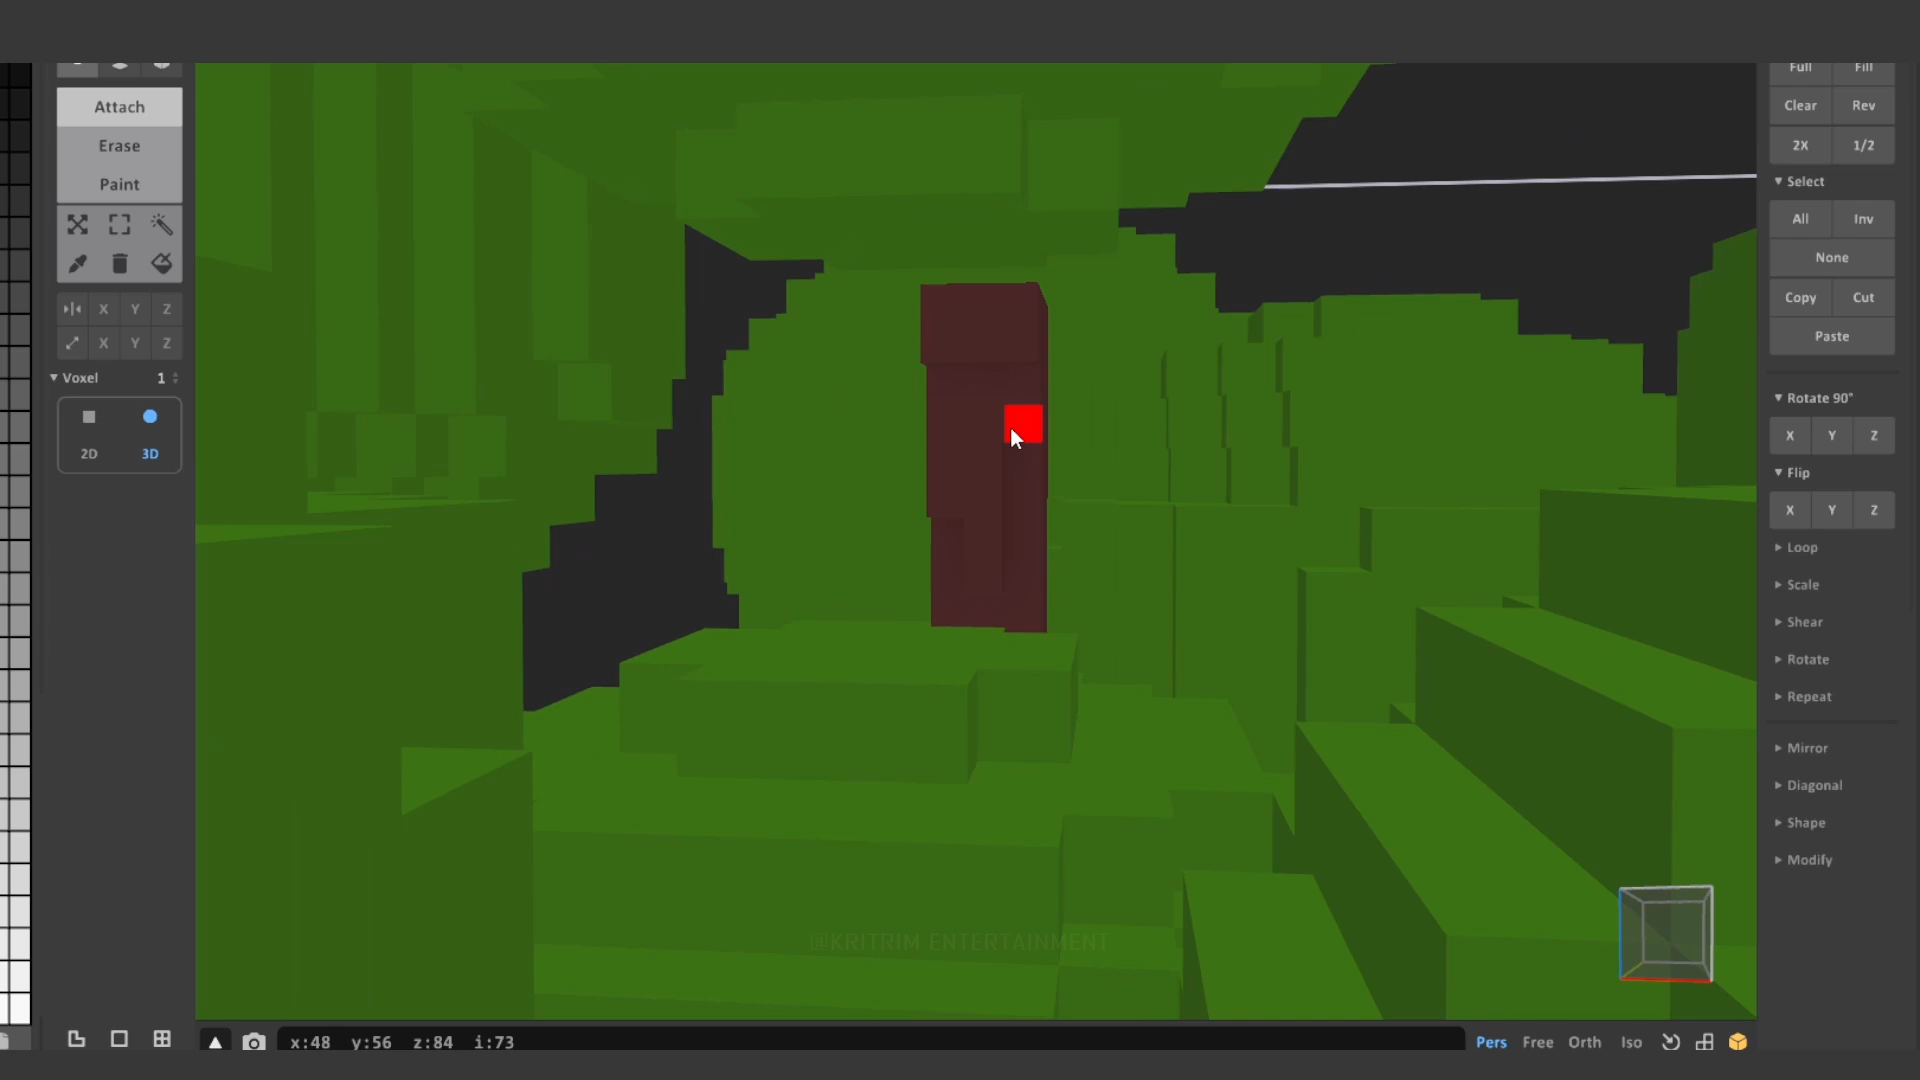 Attach
Erase
Paint
X Y Z
X Y Z
Voxel 1
2D 3D
Full Fill
Clear Rev
2X 1/2
Select
All Inv
None
Copy Cut
Paste
Rotate 90°
X Y Z
Flip
X Y Z
Loop
Scale
Shear
Rotate
Repeat
Mirror
Diagonal
Shape
Modify
@KRITRIM ENTERTAINMENT
x:48 y:56 z:84 i:73
Pers Free Orth Iso